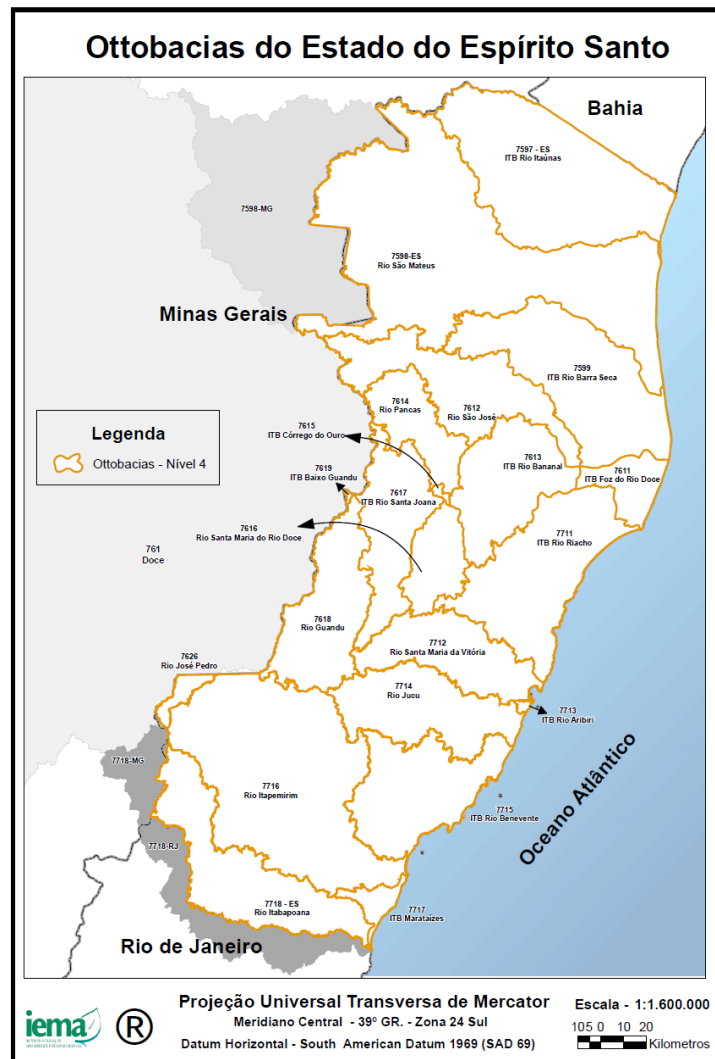 Ottobacias do Estado do Espírito Santo
Bahia
7597 - ES
ITB Rio Itaúnas
7598-MG
7598-ES
Rio São Mateus
Minas Gerais
7599
ITB Rio Barra Seca
7614
Rio Pancas
7612
Rio São José
Legenda
Ottobacias - Nível 4
7615
ITB Córrego do Ouro
7613
ITB Rio Bananal
7619
ITB Baixo Guandu
7617
ITB Rio Santa Joana
7611
ITB Foz do Rio Doce
7616
Rio Santa Maria do Rio Doce
7711
ITB Rio Riacho
761
Doce
7618
Rio Guandu
7712
Rio Santa Maria da Vitória
7626
Rio José Pedro
7714
Rio Jucu
7713
ITB Rio Aribiri
7718-MG
7716
Rio Itapemirim
7715
ITB Rio Benevente
Oceano Atlântico
7718-RJ
7718 - ES
Rio Itabapoana
7717
ITB Marataízes
Rio de Janeiro
iema
®
Projeção Universal Transversa de Mercator
Meridiano Central - 39º GR. - Zona 24 Sul
Datum Horizontal - South American Datum 1969 (SAD 69)
Escala - 1:1.600.000
105 0 10 20
Kilometros